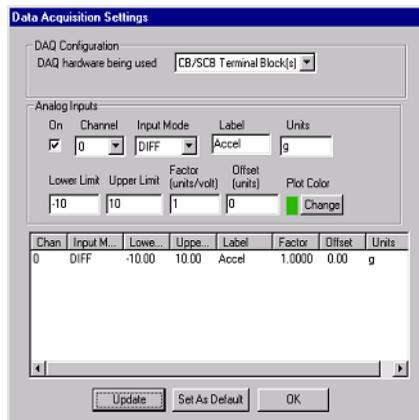 Data Acquisition Settings
DAQ Configuration
DAQ hardware being used CB/SCB Terminal Block(s)
Analog Inputs
On Channel Input Mode Label Units
0 DIFF Accel g
Lower Limit Upper Limit Factor (units/volt) Offset (units) Plot Color
-10 10 1 0 Change
Chan Input M... Lowe... Uppe... Label Factor Offset Units
0 DIFF -10.00 10.00 Accel 1.0000 0.00 g
Update Set As Default OK